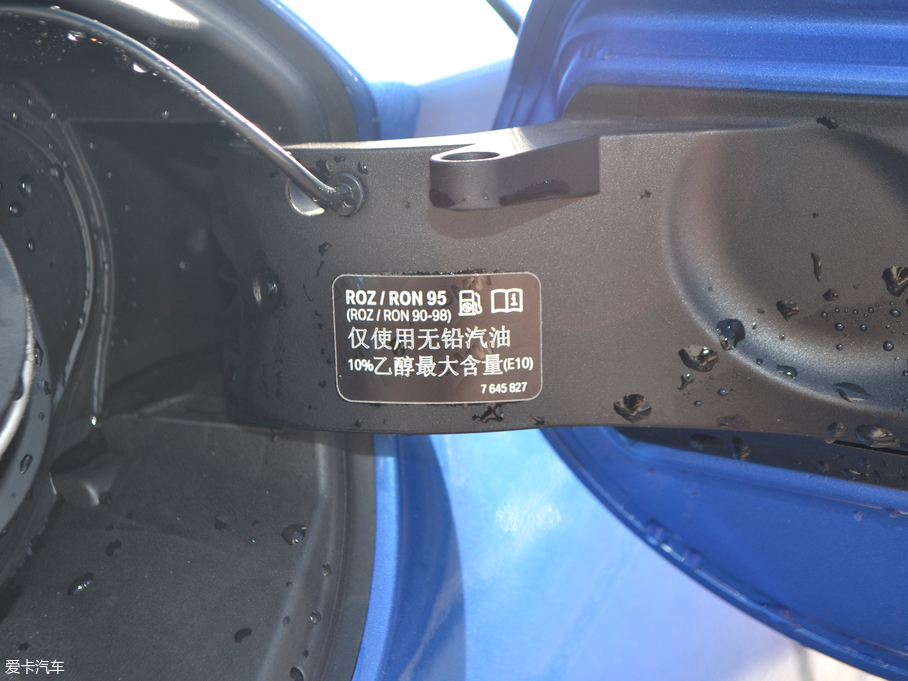 ROZ / RON 95
(ROZ / RON 90-98)
仅使用无铅汽油
10%乙醇最大含量(E10)
7 645 827
爱卡汽车